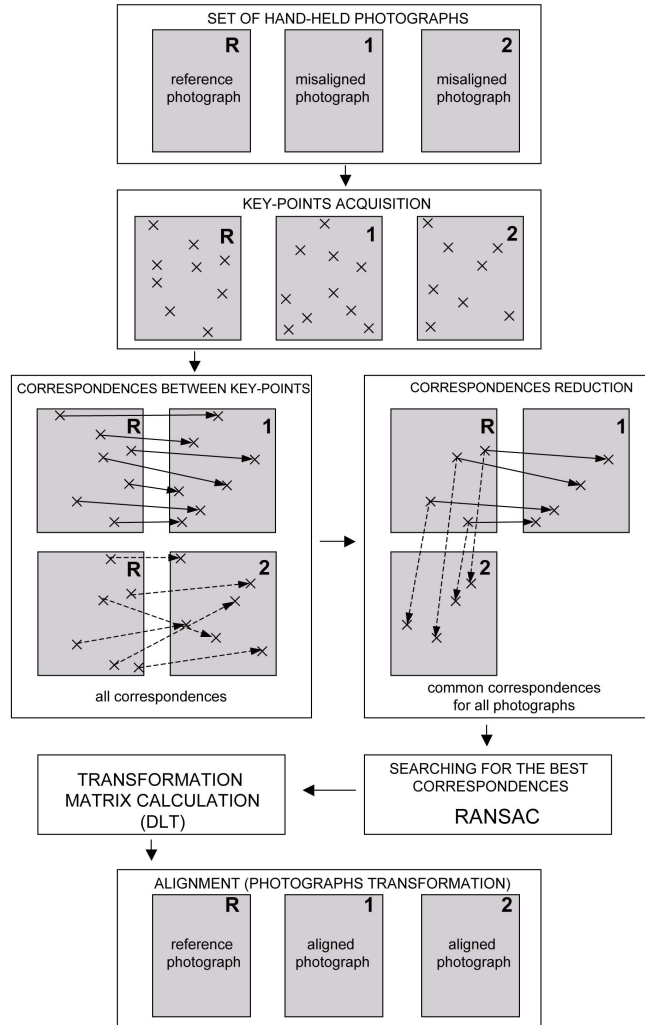 SET OF HAND-HELD PHOTOGRAPHS
R
reference
photograph
1
misaligned
photograph
2
misaligned
photograph
KEY-POINTS ACQUISITION
R
1
2
CORRESPONDENCES BETWEEN KEY-POINTS
R
1
R
2
all correspondences
CORRESPONDENCES REDUCTION
R
1
2
common correspondences
for all photographs
SEARCHING FOR THE BEST
CORRESPONDENCES
RANSAC
TRANSFORMATION
MATRIX CALCULATION
(DLT)
ALIGNMENT (PHOTOGRAPHS TRANSFORMATION)
R
reference
photograph
1
aligned
photograph
2
aligned
photograph